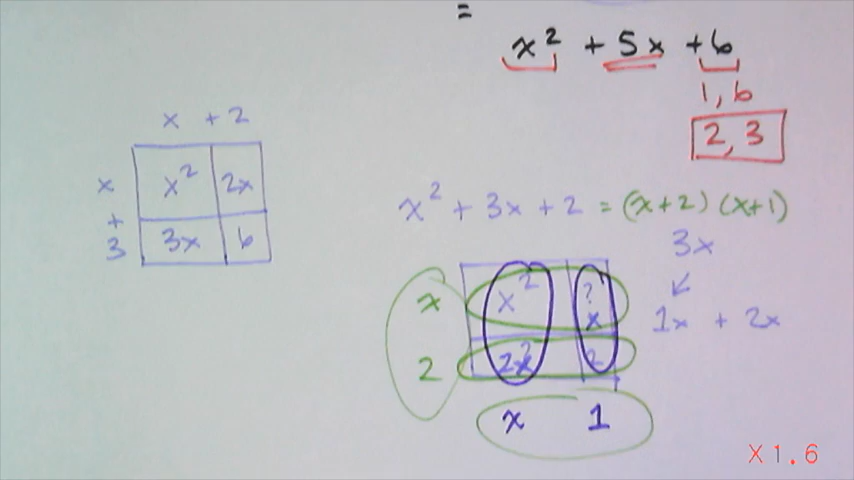 =
x² + 5x + 6
1, 6
2, 3
x + 2
x x² 2x
+
3 3x 6
x² + 3x + 2 = (x+2) (x+1)
3x
x x² ? x
1x + 2x
2 2x ? 2
x 1
X1.6